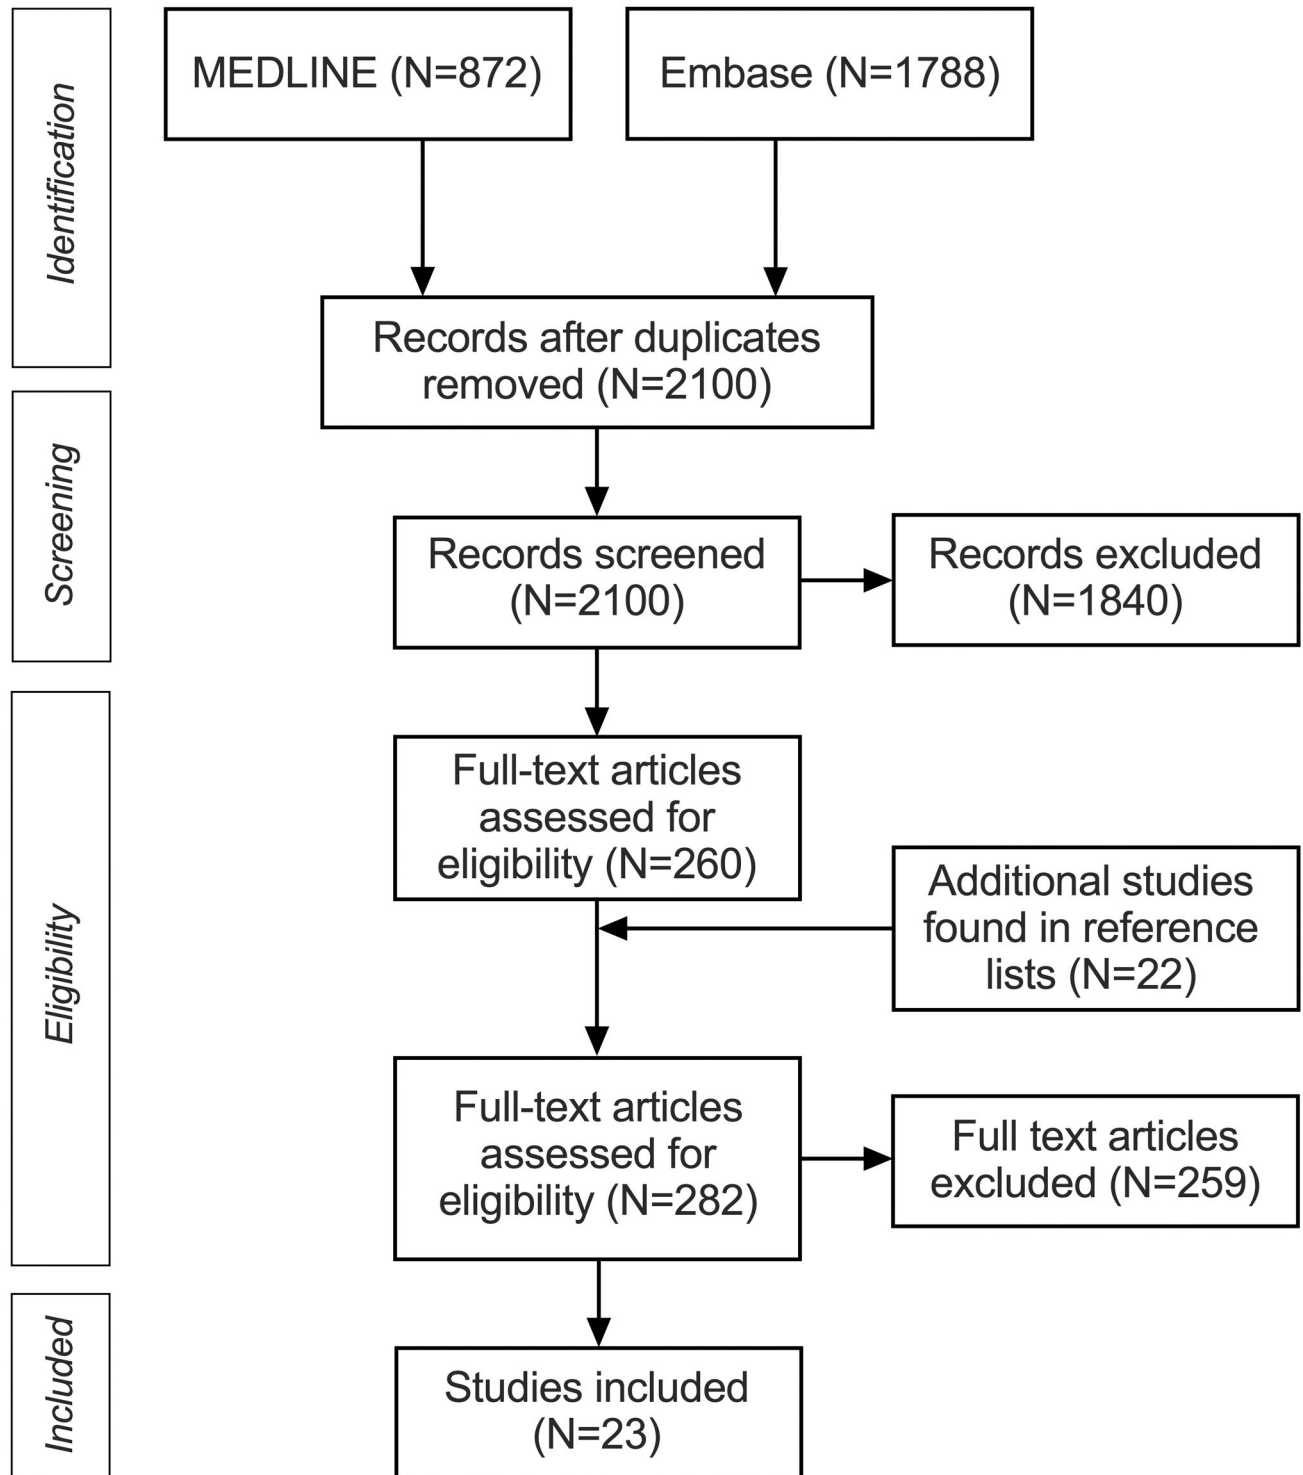 Identification
MEDLINE (N=872)
Embase (N=1788)
Records after duplicates
removed (N=2100)
Screening
Records screened
(N=2100)
Records excluded
(N=1840)
Eligibility
Full-text articles
assessed for
eligibility (N=260)
Additional studies
found in reference
lists (N=22)
Full-text articles
assessed for
eligibility (N=282)
Full text articles
excluded (N=259)
Included
Studies included
(N=23)